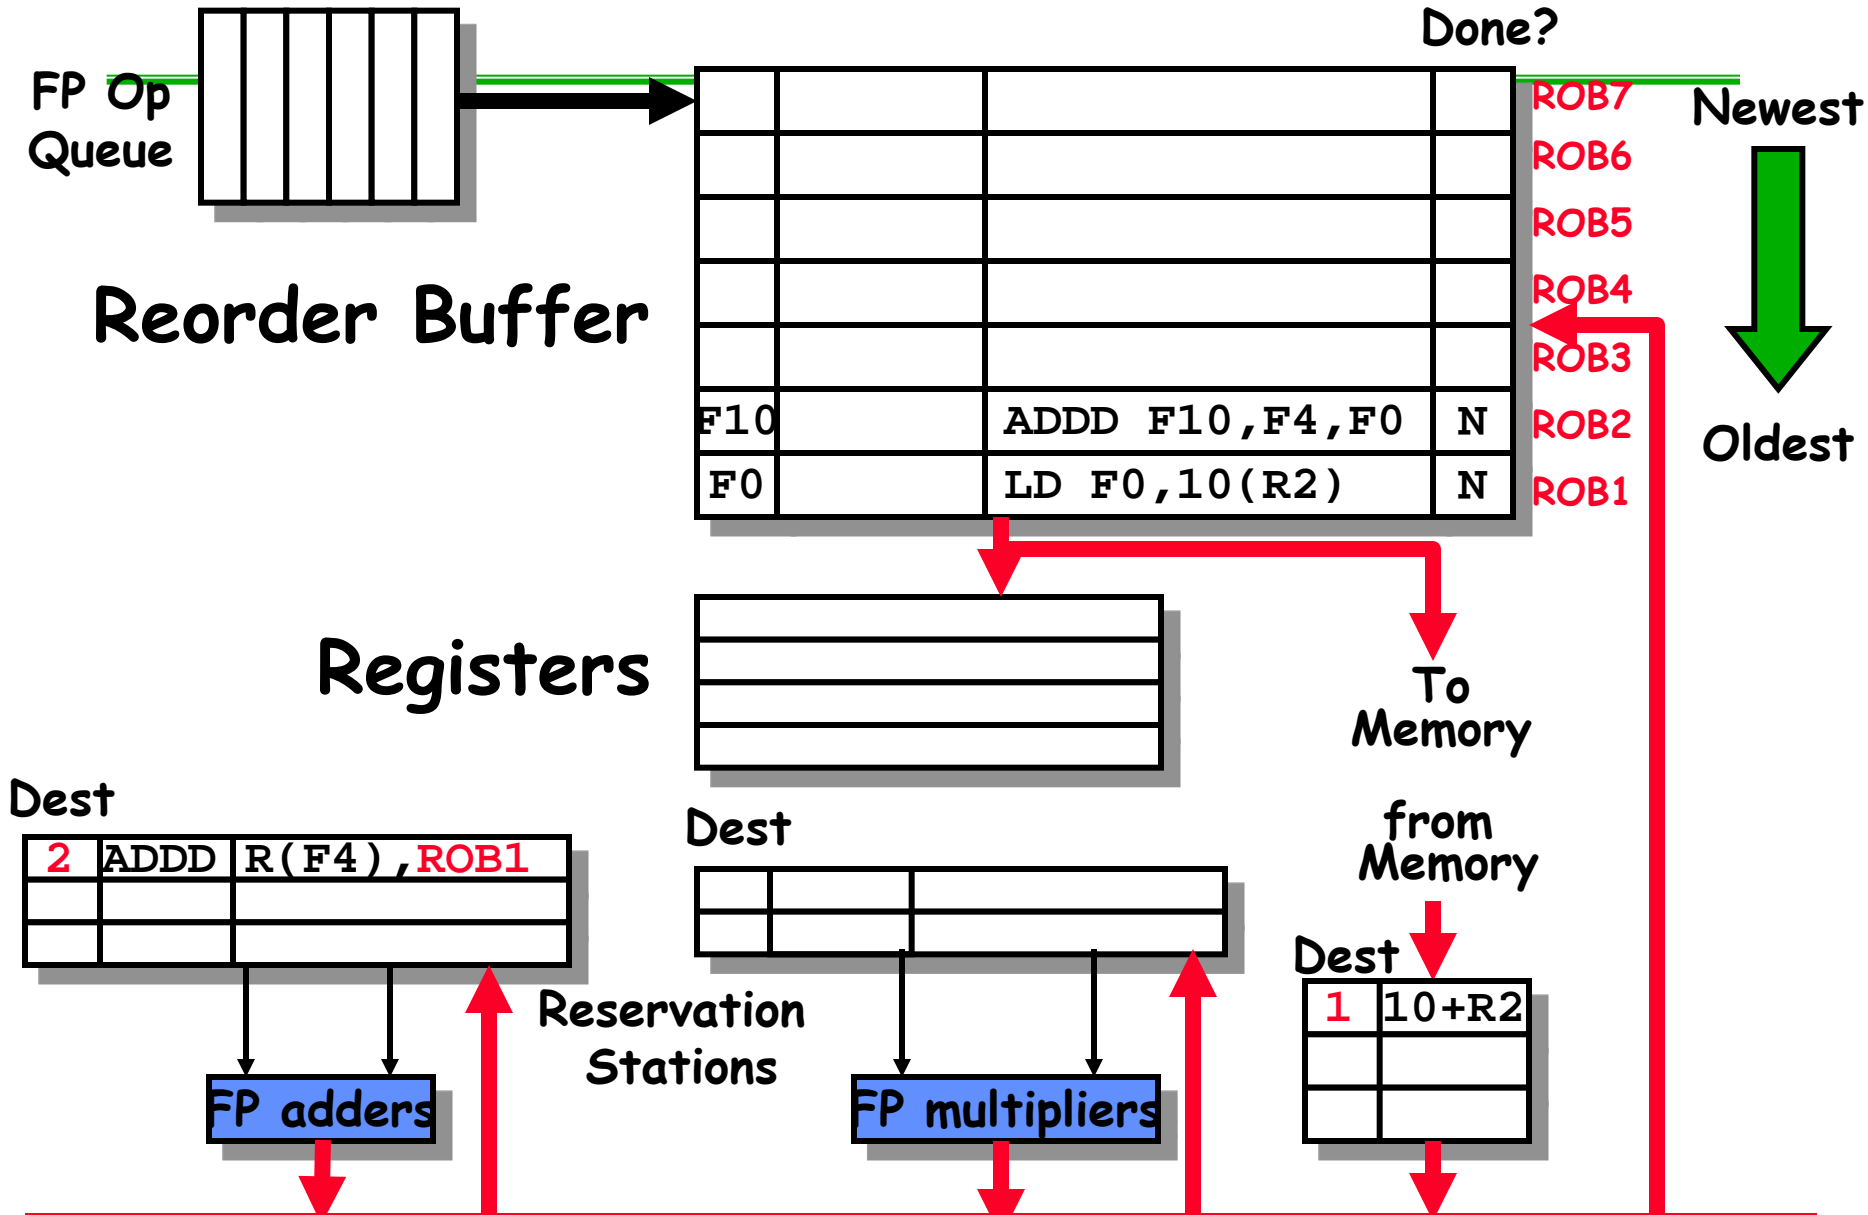 Done?
FP Op
Queue
ROB7
Newest
ROB6
ROB5
ROB4
Reorder Buffer
ROB3
F10 ADDD F10,F4,F0 N ROB2
Oldest
F0 LD F0,10(R2) N ROB1
Registers
To
Memory
Dest
2 ADDD R(F4),ROB1
Dest
from
Memory
Dest
1 10+R2
Reservation
Stations
FP adders
FP multipliers